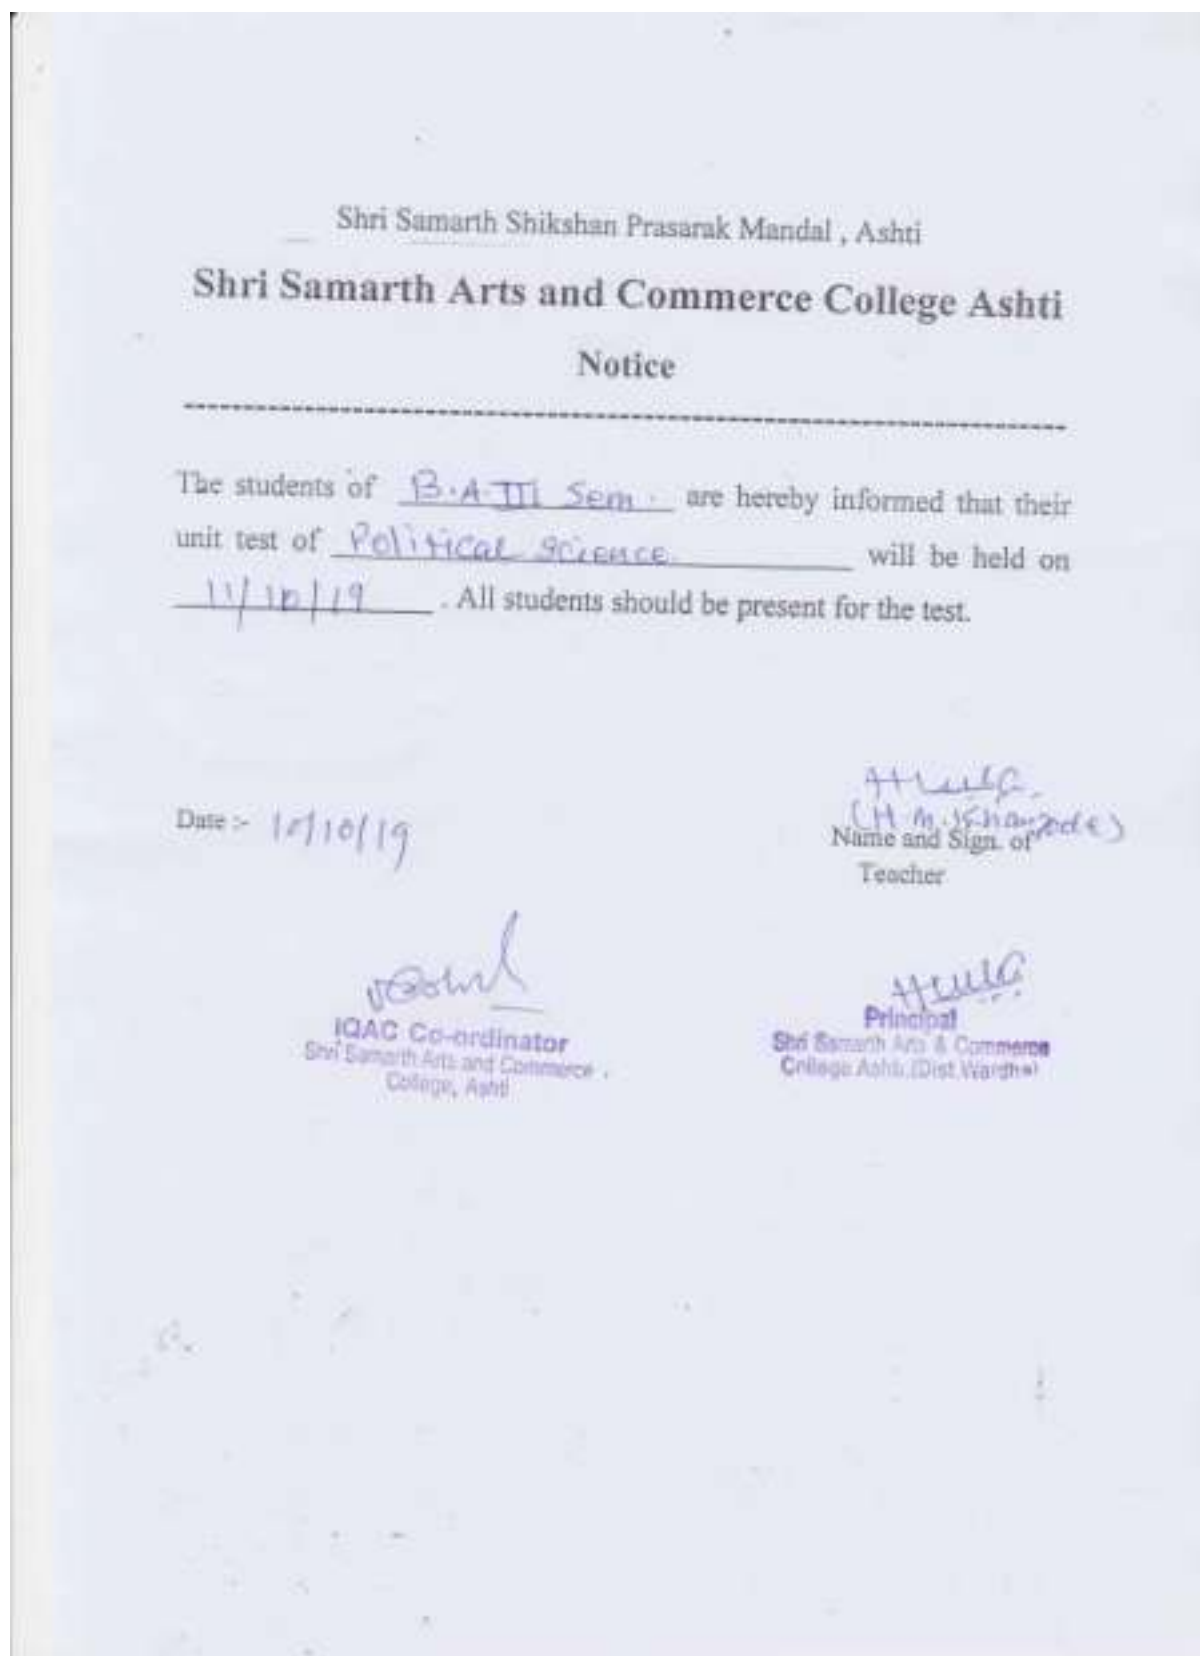 Shri Samarth Shikshan Prasarak Mandal , Ashti
Shri Samarth Arts and Commerce College Ashti
Notice
The students of B.A. III Sem. are hereby informed that their
unit test of Political Science will be held on
11/10/19 . All students should be present for the test.
Date :- 10/10/19
(H. M. Khangode)
Name and Sign. of
Teacher
IQAC Co-ordinator
Shri Samarth Arts and Commerce
College, Ashti
Principal
Shri Samarth Arts & Commerce
College Ashti.(Dist.Wardha)